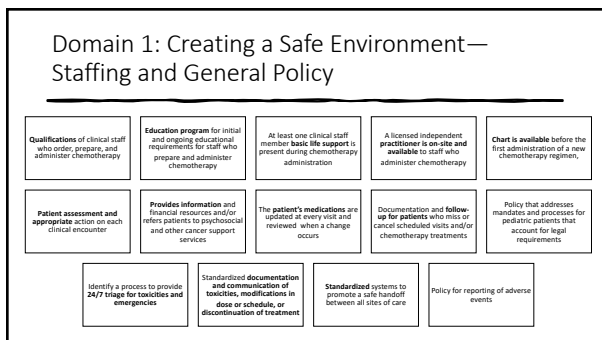 Domain 1: Creating a Safe Environment—
Staffing and General Policy
Qualifications of clinical staff
who order, prepare, and
administer chemotherapy
Education program for initial
and ongoing educational
requirements for staff who
prepare and administer
chemotherapy
At least one clinical staff
member basic life support is
present during chemotherapy
administration
A licensed independent
practitioner is on-site and
available to staff who
administer chemotherapy
Chart is available before the
first administration of a new
chemotherapy regimen,
Patient assessment and
appropriate action on each
clinical encounter
Provides information and
financial resources and/or
refers patients to psychosocial
and other cancer support
services
The patient's medications are
updated at every visit and
reviewed when a change
occurs
Documentation and follow-
up for patients who miss or
cancel scheduled visits and/or
chemotherapy treatments
Policy that addresses
mandates and processes for
pediatric patients that
account for legal
requirements
Identify a process to provide
24/7 triage for toxicities and
emergencies
Standardized documentation
and communication of
toxicities, modifications in
dose or schedule, or
discontinuation of treatment
Standardized systems to
promote a safe handoff
between all sites of care
Policy for reporting of adverse
events